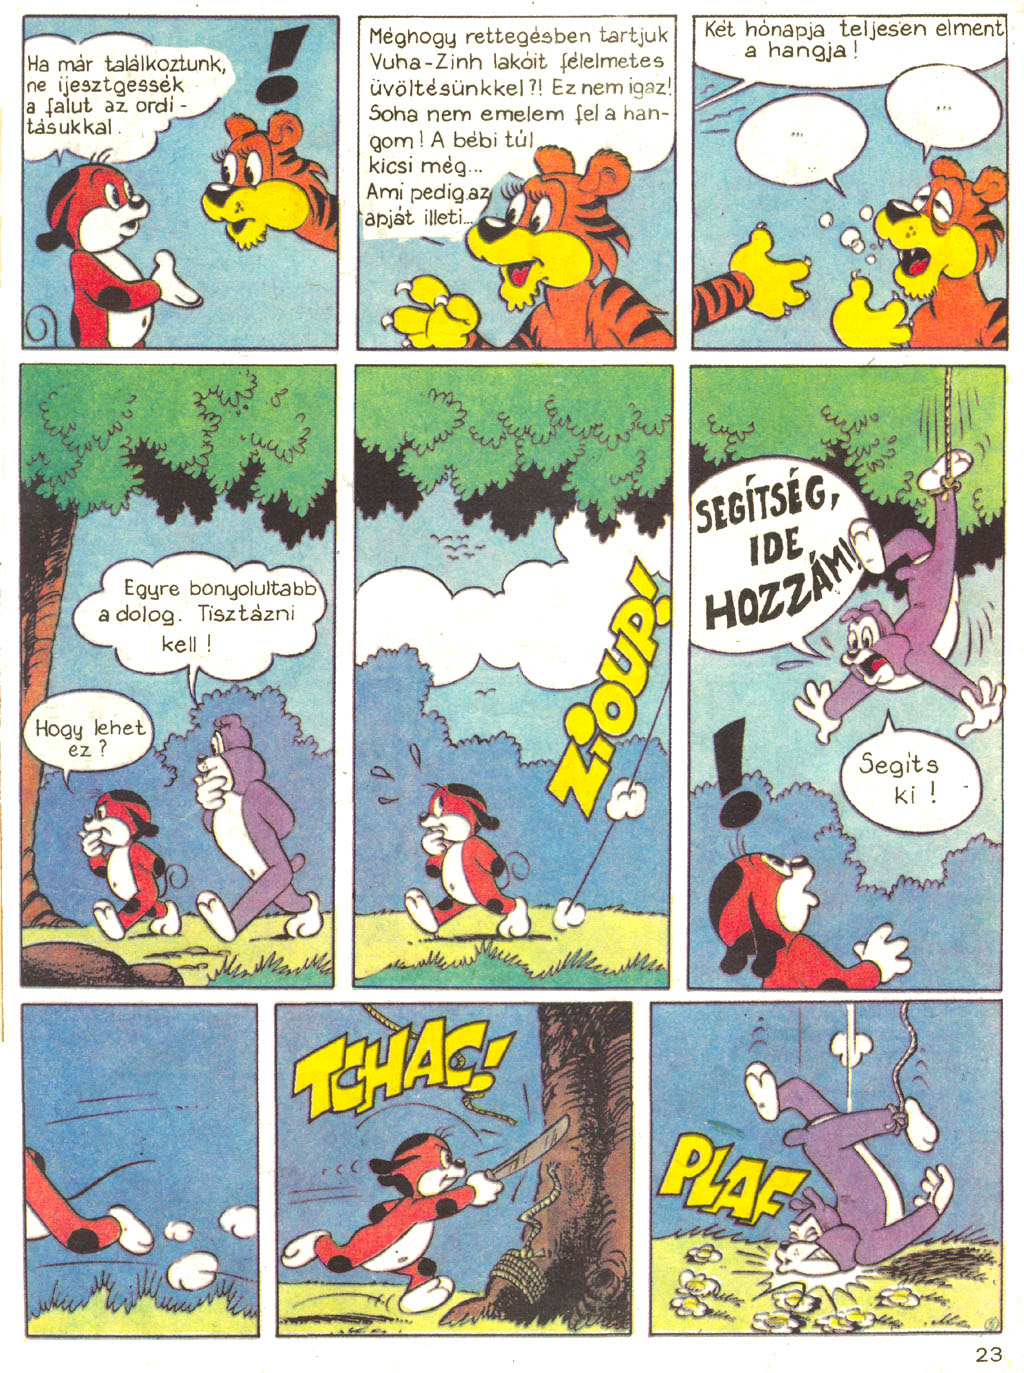 Ha már találkoztunk,
ne ijesztgessék
a falut az ordí-
tásukkal.
!
Méghogy rettegésben tartjuk
Vuha-Zinh lakóit félelmetes
üvöltésünkkel?! Ez nem igaz!
Soha nem emelem fel a han-
gom! A bébi túl
kicsi még...
Ami pedig az
apját illeti...
Két hónapja teljesen elment
a hangja!
...
...
Hogy lehet
ez?
Egyre bonyolultabb
a dolog. Tisztázni
kell!
ZIOUP!
SEGÍTSÉG,
IDE
HOZZÁM!
Segíts
ki!
!
TCHAC!
PLAF
23